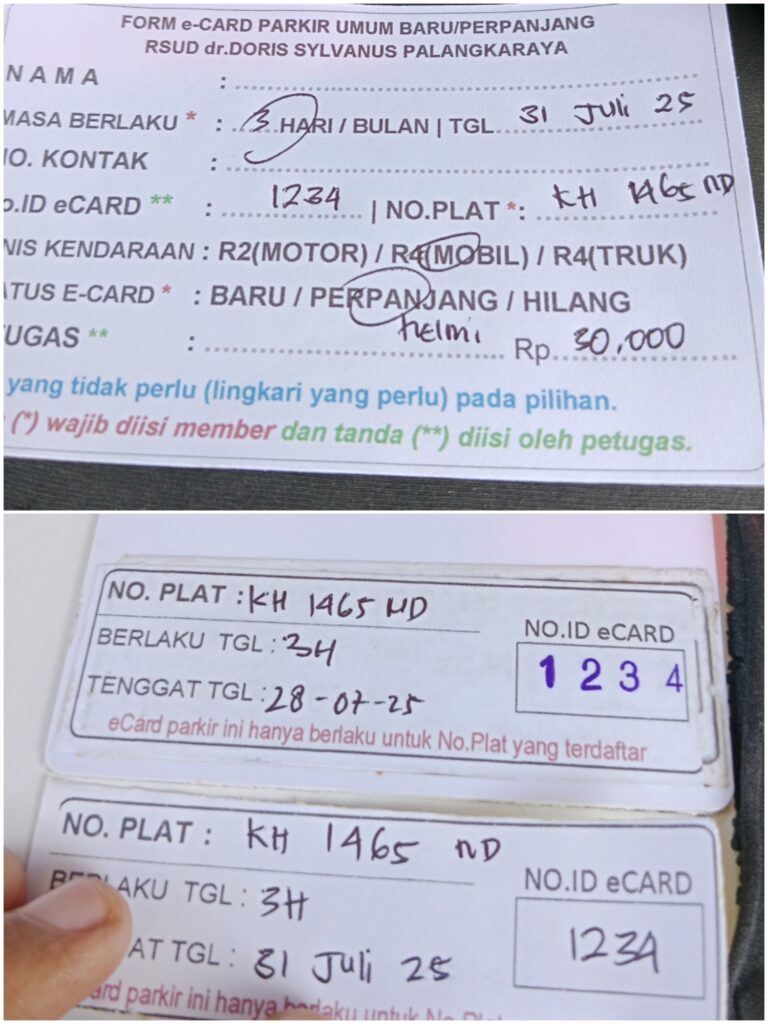 FORM e-CARD PARKIR UMUM BARU/PERPANJANG
RSUD dr.DORIS SYLVANUS PALANGKARAYA
NAMA :
MASA BERLAKU * : 3 HARI / BULAN | TGL 31 Juli 25
NO. KONTAK :
o.ID eCARD ** : 1234 | NO.PLAT *: KH 1465 ND
NIS KENDARAAN : R2(MOTOR) / R4(MOBIL) / R4(TRUK)
ATUS E-CARD * : BARU / PERPANJANG / HILANG
UGAS ** : helmi Rp. 30,000
yang tidak perlu (lingkari yang perlu) pada pilihan.
(*) wajib diisi member dan tanda (**) diisi oleh petugas.
NO. PLAT : KH 1465 ND
BERLAKU TGL : 3H
NO.ID eCARD
1234
TENGGAT TGL : 28-07-25
eCard parkir ini hanya berlaku untuk No.Plat yang terdaftar
NO. PLAT : KH 1465 ND
BERLAKU TGL : 3H
NO.ID eCARD
1234
AT TGL : 31 Juli 25
ard parkir ini hanya berlaku untuk No.Plat